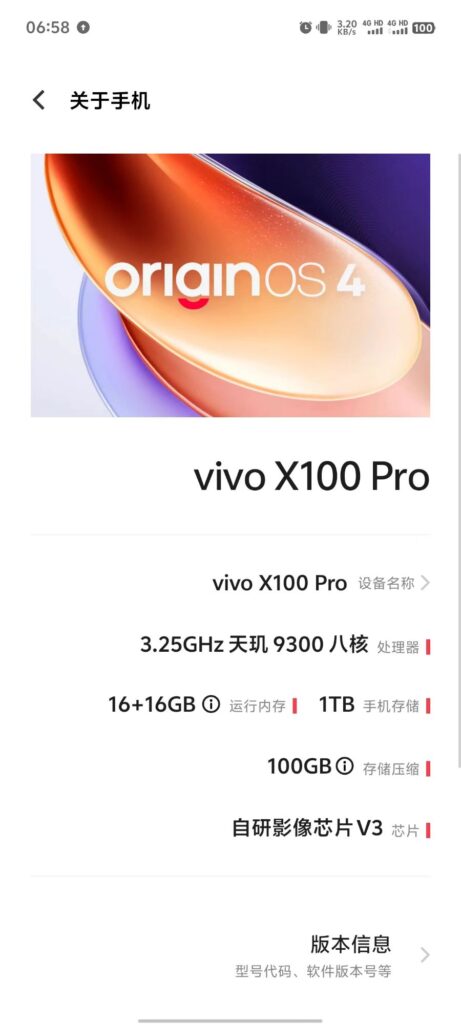 06:58
3.20 KB/s 4G HD 4G HD 100
关于手机
originOS 4
vivo X100 Pro
vivo X100 Pro 设备名称
3.25GHz 天玑 9300 八核 处理器
16+16GB 运行内存 1TB 手机存储
100GB 存储压缩
自研影像芯片V3 芯片
版本信息
型号代码、软件版本号等